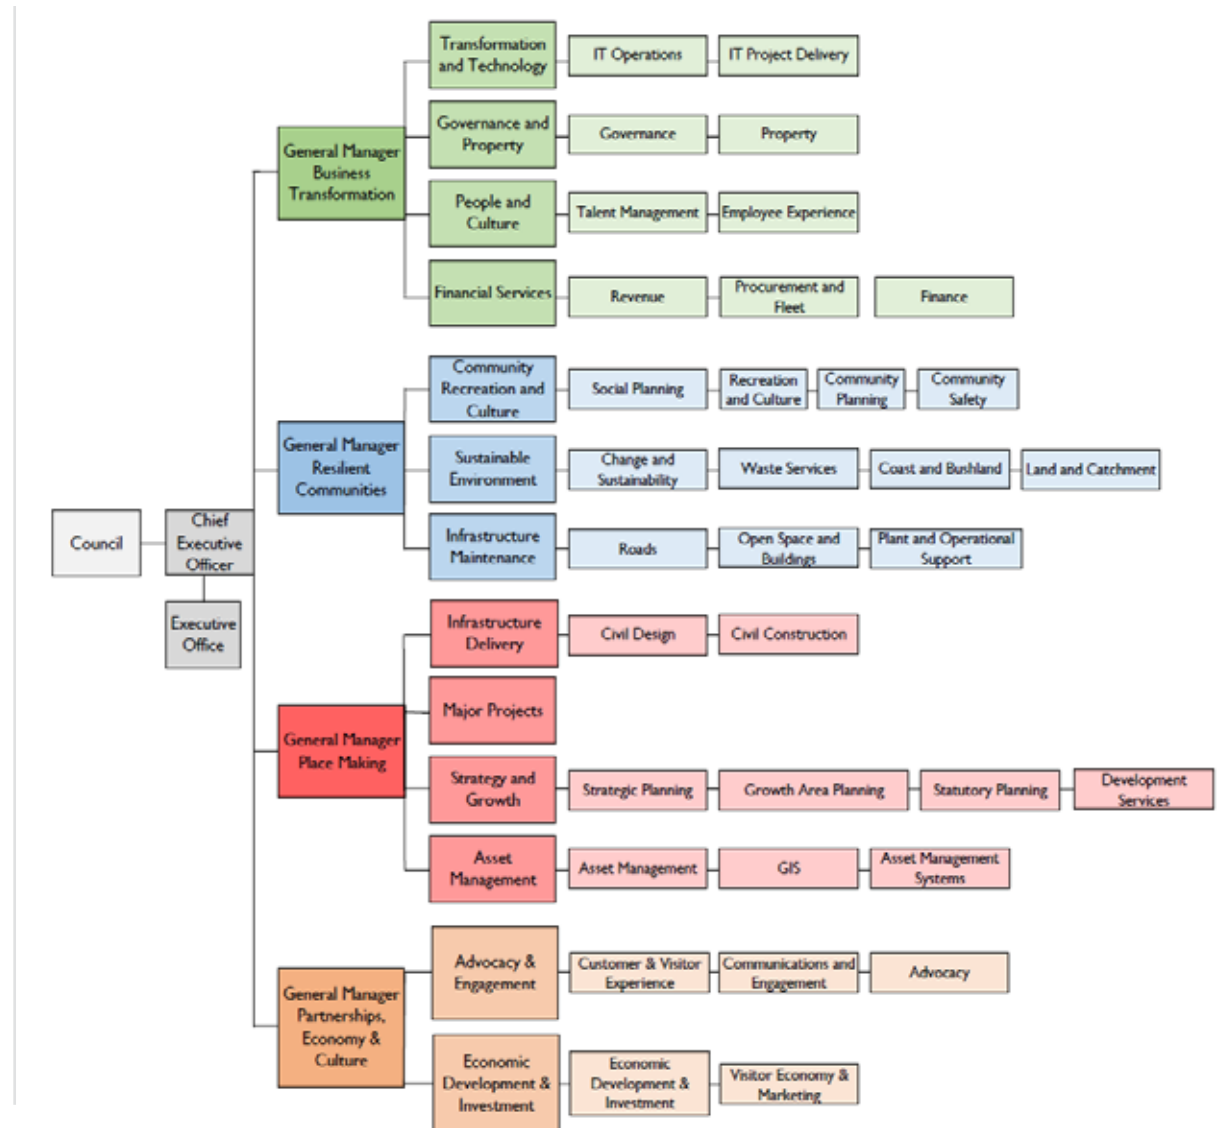 Transformation
and Technology
IT Operations
IT Project Delivery
Governance and
Property
Governance
Property
General Manager
Business
Transformation
People and
Culture
Talent Management
Employee Experience
Financial Services
Revenue
Procurement and
Fleet
Finance
Community
Recreation and
Culture
Social Planning
Recreation
and Culture
Community
Planning
Community
Safety
General Manager
Resilient
Communities
Sustainable
Environment
Change and
Sustainability
Waste Services
Coast and Bushland
Land and Catchment
Infrastructure
Maintenance
Roads
Open Space and
Buildings
Plant and Operational
Support
Council
Chief
Executive
Officer
Executive
Office
Infrastructure
Delivery
Civil Design
Civil Construction
Major Projects
General Manager
Place Making
Strategy and
Growth
Strategic Planning
Growth Area Planning
Statutory Planning
Development
Services
Asset
Management
Asset Management
GIS
Asset Management
Systems
Advocacy &
Engagement
Customer & Visitor
Experience
Communications and
Engagement
Advocacy
General Manager
Partnerships,
Economy &
Culture
Economic
Development &
Investment
Economic
Development &
Investment
Visitor Economy &
Marketing